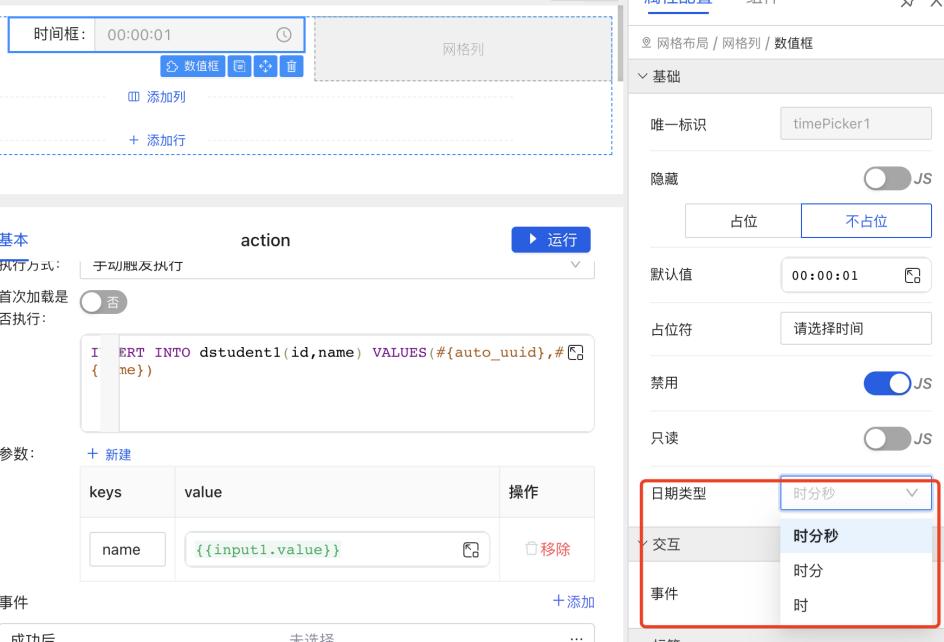 时间框：
00:00:01
网格列
数值框
添加列
添加行
基本
action
运行
执行方式：
手动触发执行
首次加载是
否执行：
否
I ERT INTO dstudent1(id,name) VALUES(#{auto_uuid},#
{ me})
参数：
+ 新建
keys
value
操作
name
{{input1.value}}
移除
事件
+添加
成功后
未选择
...
属性配置
组件
网格布局 / 网格列 / 数值框
基础
唯一标识
timePicker1
隐藏
JS
占位
不占位
默认值
00:00:01
占位符
请选择时间
禁用
JS
只读
JS
日期类型
时分秒
时分秒
交互
时分
事件
时